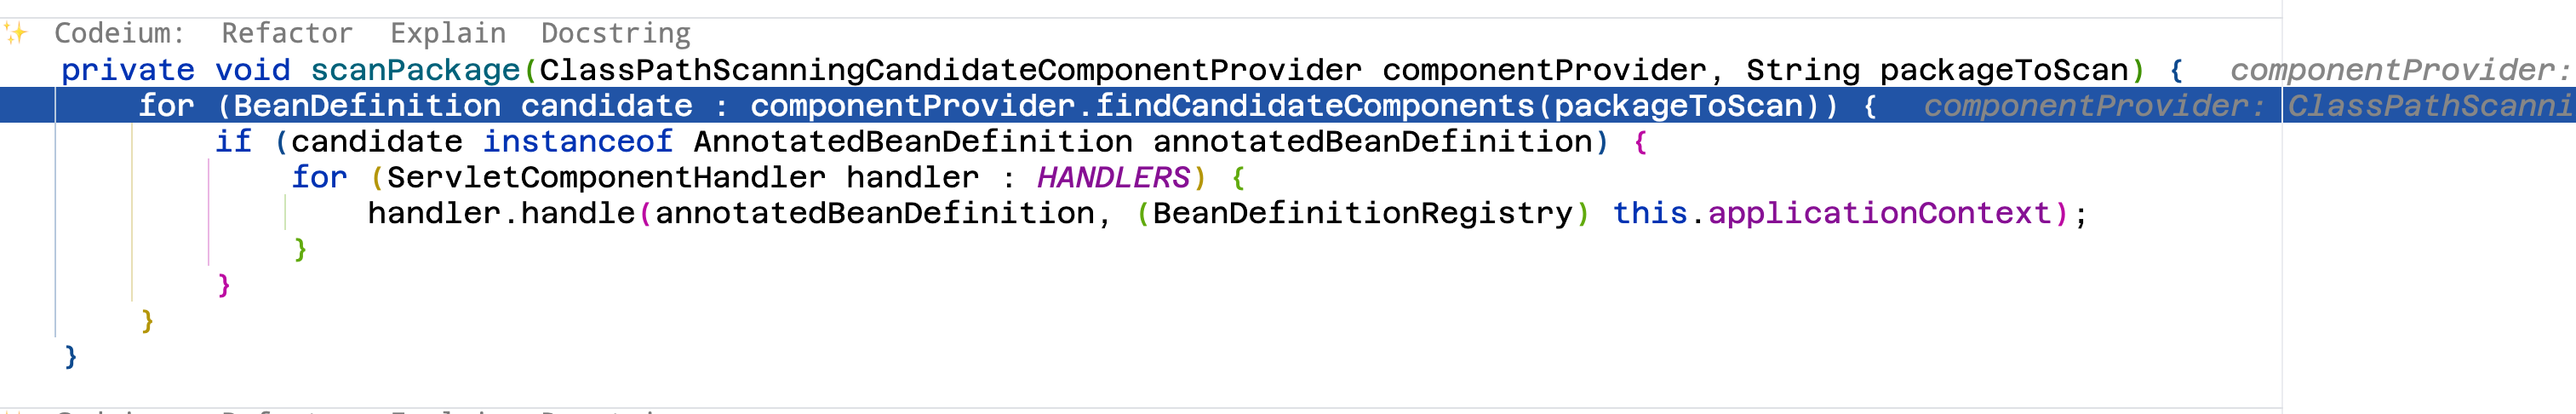 ✨ Codeium: Refactor Explain Docstring
private void scanPackage(ClassPathScanningCandidateComponentProvider componentProvider, String packageToScan) { componentProvider:
for (BeanDefinition candidate : componentProvider.findCandidateComponents(packageToScan)) { componentProvider: ClassPathScanni
if (candidate instanceof AnnotatedBeanDefinition annotatedBeanDefinition) {
for (ServletComponentHandler handler : HANDLERS) {
handler.handle(annotatedBeanDefinition, (BeanDefinitionRegistry) this.applicationContext);
}
}
}
}